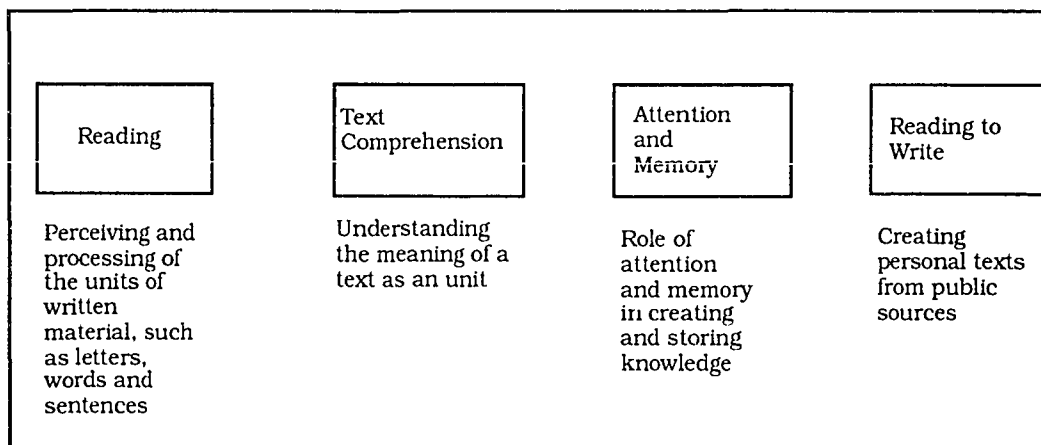 Reading
Text
Comprehension
Attention
and
Memory
Reading to
Write
Perceiving and
processing of
the units of
written
material, such
as letters,
words and
sentences
Understanding
the meaning of a
text as an unit
Role of
attention
and memory
in creating
and storing
knowledge
Creating
personal texts
from public
sources